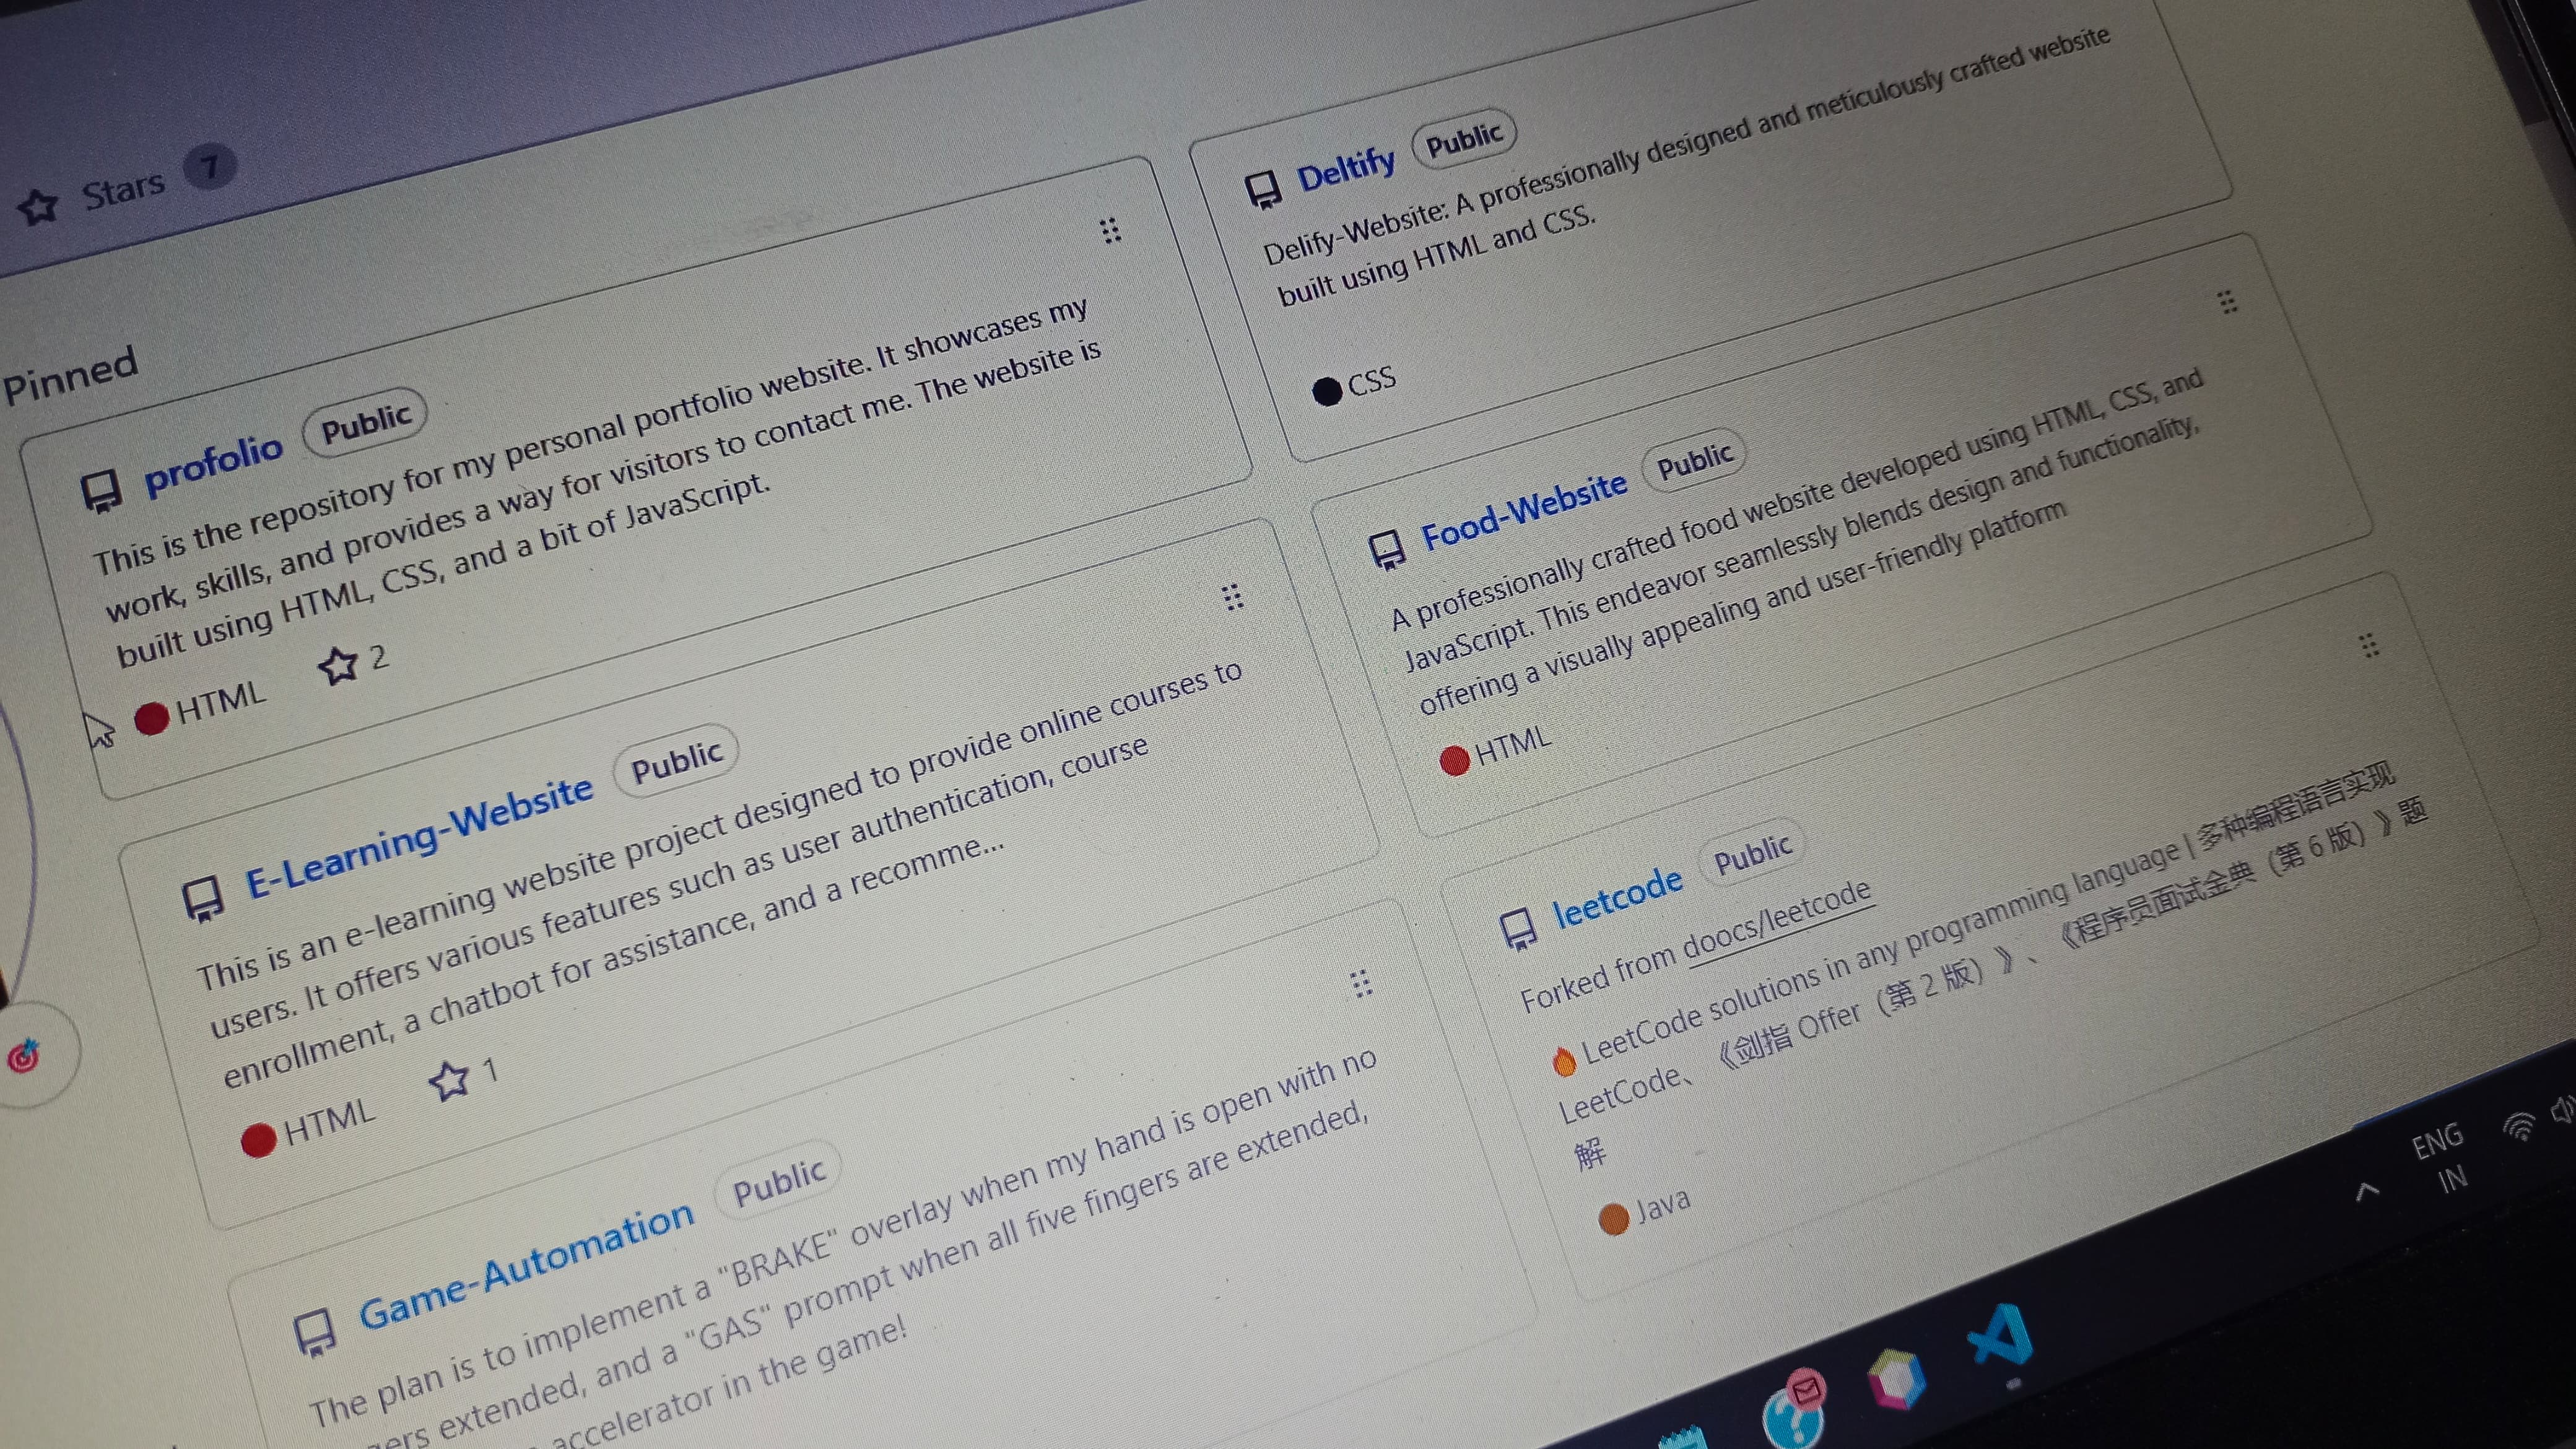 Stars 7
Pinned
profolio Public
This is the repository for my personal portfolio website. It showcases my
work, skills, and provides a way for visitors to contact me. The website is
built using HTML, CSS, and a bit of JavaScript.
HTML 2
Deltify Public
Delify-Website: A professionally designed and meticulously crafted website
built using HTML and CSS.
CSS
E-Learning-Website Public
This is an e-learning website project designed to provide online courses to
users. It offers various features such as user authentication, course
enrollment, a chatbot for assistance, and a recomme...
HTML 1
Food-Website Public
A professionally crafted food website developed using HTML, CSS, and
JavaScript. This endeavor seamlessly blends design and functionality,
offering a visually appealing and user-friendly platform
HTML
Game-Automation Public
The plan is to implement a "BRAKE" overlay when my hand is open with no
extended, and a "GAS" prompt when all five fingers are extended,
accelerator in the game!
leetcode Public
Forked from doocs/leetcode
🔥 LeetCode solutions in any programming language | 多种编程语言实现
LeetCode、《剑指 Offer（第 2 版）》、《程序员面试金典（第 6 版）》题
解
Java
ENG
IN